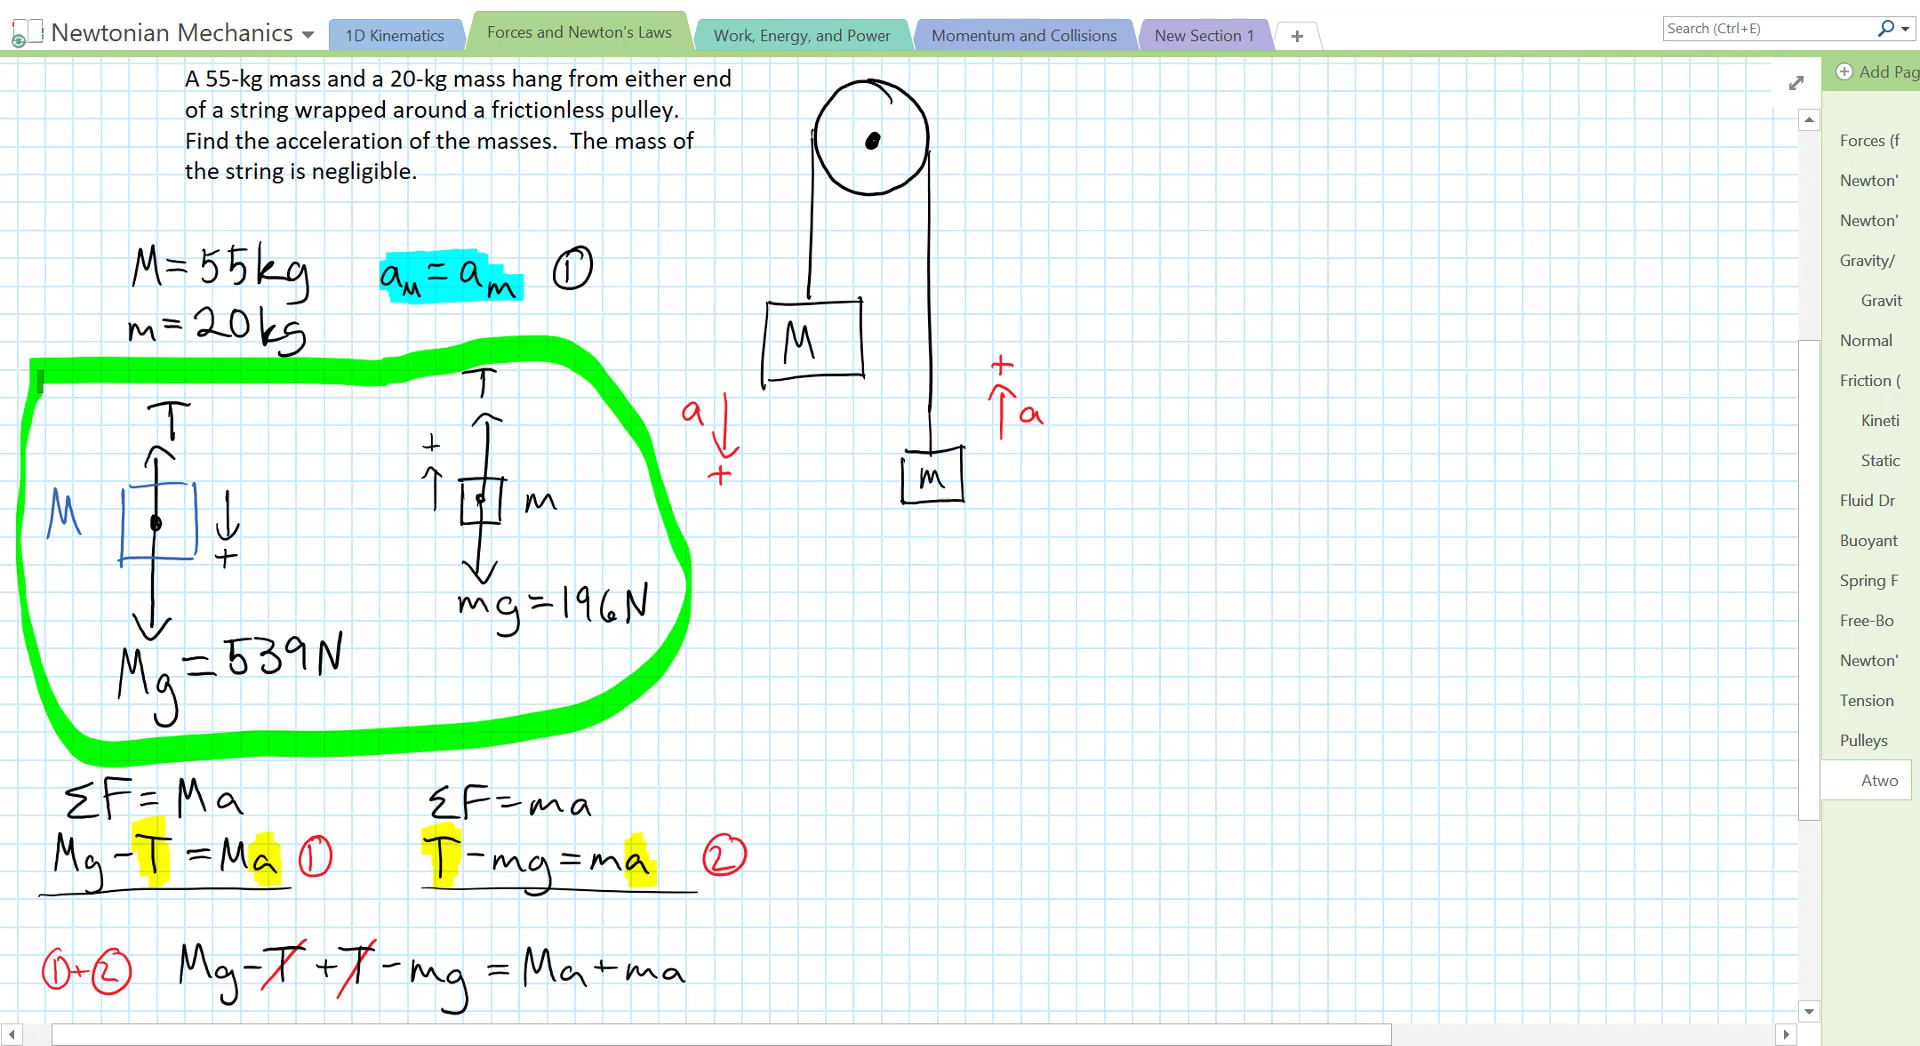 Newtonian Mechanics
1D Kinematics
Forces and Newton's Laws
Work, Energy, and Power
Momentum and Collisions
New Section 1
+
Search (Ctrl+E)
Add Pag
A 55-kg mass and a 20-kg mass hang from either end
of a string wrapped around a frictionless pulley.
Find the acceleration of the masses. The mass of
the string is negligible.
M = 55kg
m = 20kg
a_M = a_m ①
M
m
a
+
+
a
T
M
+
Mg = 539N
T
+
m
mg = 196N
ΣF = Ma
Mg - T = Ma ①
ΣF = ma
T - mg = ma ②
① + ② Mg - T + T - mg = Ma + ma
Forces (f
Newton'
Newton'
Gravity/
Gravit
Normal
Friction (
Kineti
Static
Fluid Dr
Buoyant
Spring F
Free-Bo
Newton'
Tension
Pulleys
Atwo